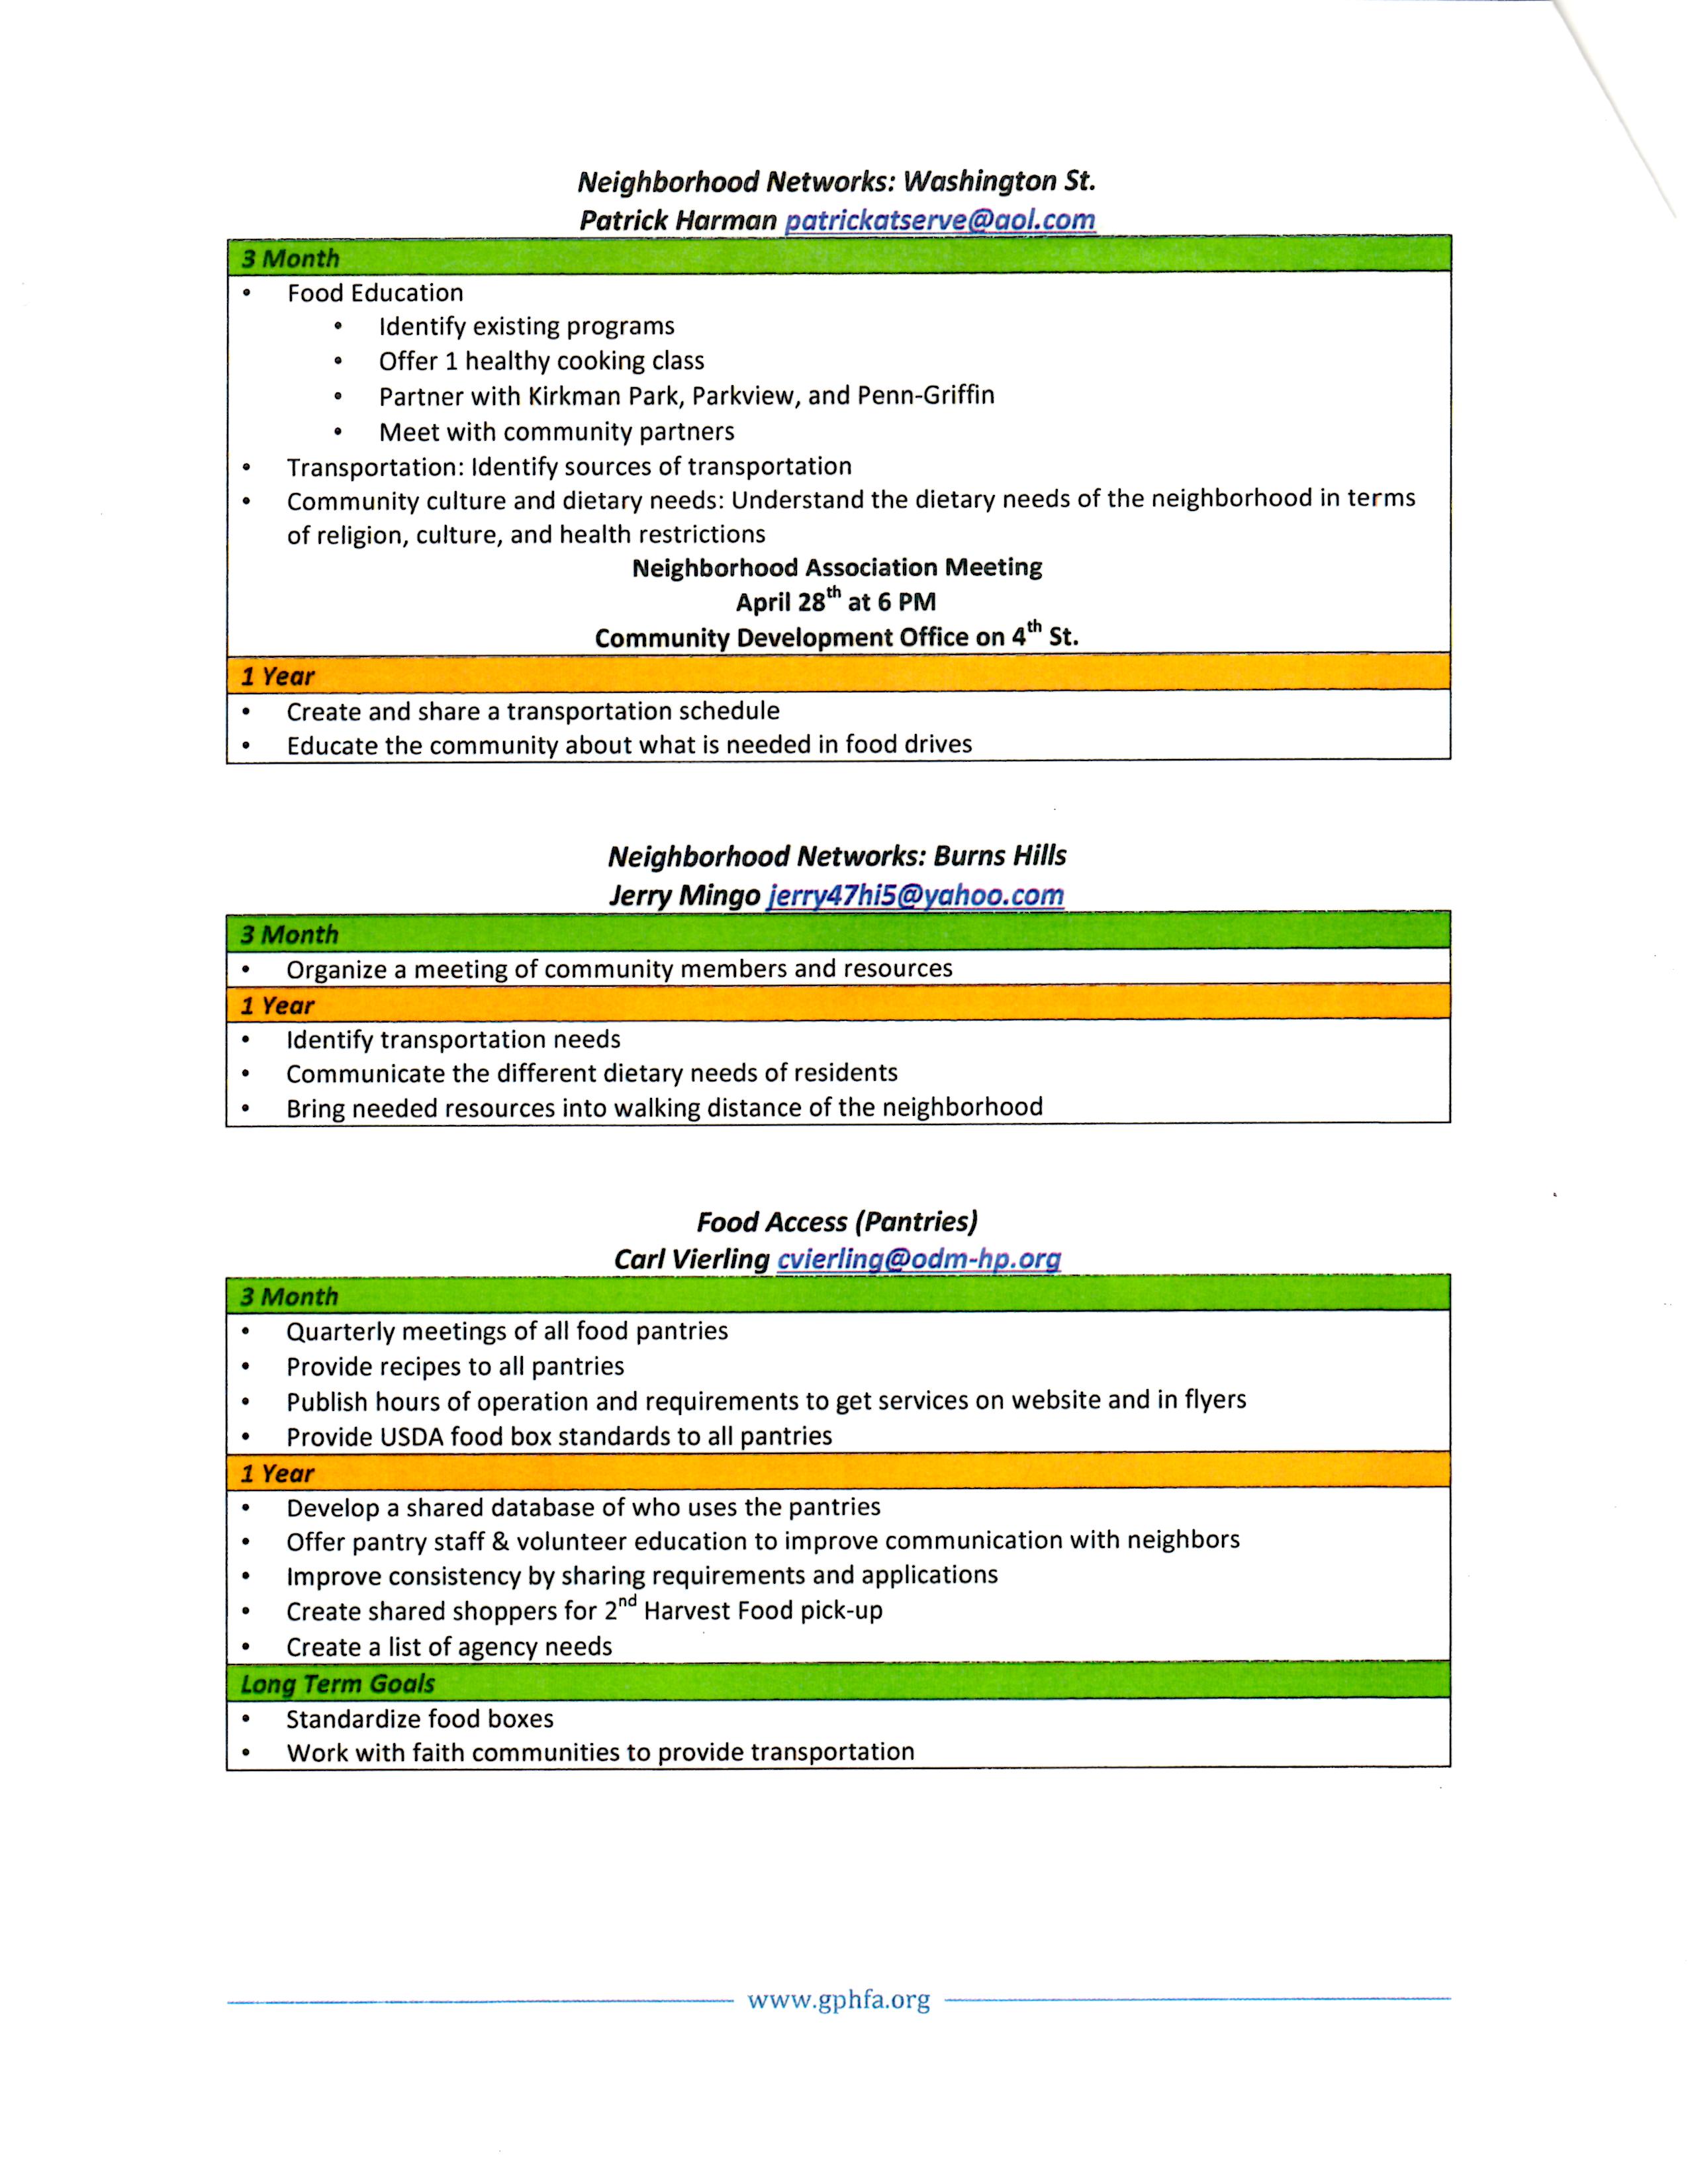 Neighborhood Networks: Washington St.
Patrick Harman patrickatserve@aol.com
3 Month
• Food Education
• Identify existing programs
• Offer 1 healthy cooking class
• Partner with Kirkman Park, Parkview, and Penn-Griffin
• Meet with community partners
• Transportation: Identify sources of transportation
• Community culture and dietary needs: Understand the dietary needs of the neighborhood in terms
of religion, culture, and health restrictions
Neighborhood Association Meeting
April 28th at 6 PM
Community Development Office on 4th St.
1 Year
• Create and share a transportation schedule
• Educate the community about what is needed in food drives
Neighborhood Networks: Burns Hills
Jerry Mingo jerry47hi5@yahoo.com
3 Month
• Organize a meeting of community members and resources
1 Year
• Identify transportation needs
• Communicate the different dietary needs of residents
• Bring needed resources into walking distance of the neighborhood
Food Access (Pantries)
Carl Vierling cvierling@odm-hp.org
3 Month
• Quarterly meetings of all food pantries
• Provide recipes to all pantries
• Publish hours of operation and requirements to get services on website and in flyers
• Provide USDA food box standards to all pantries
1 Year
• Develop a shared database of who uses the pantries
• Offer pantry staff & volunteer education to improve communication with neighbors
• Improve consistency by sharing requirements and applications
• Create shared shoppers for 2nd Harvest Food pick-up
• Create a list of agency needs
Long Term Goals
• Standardize food boxes
• Work with faith communities to provide transportation
www.gphfa.org